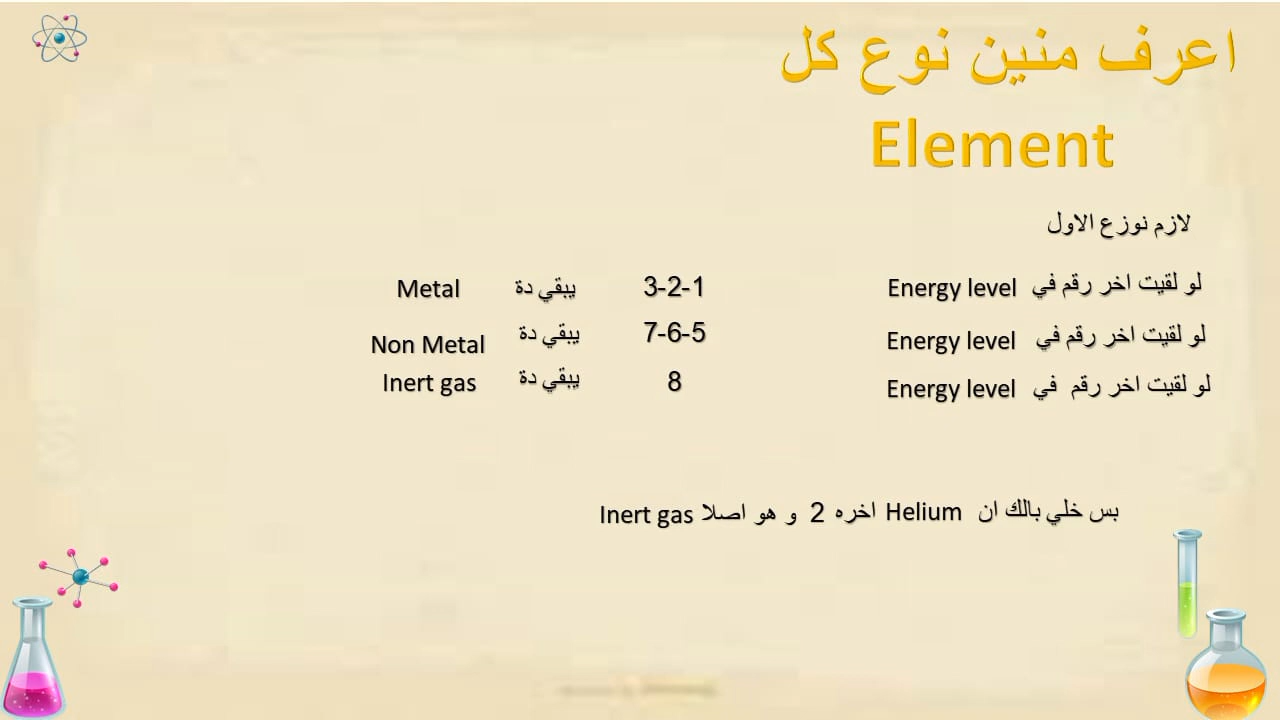 اعرف منين نوع كل
Element
لازم نوزع الاول
لو لقيت اخر رقم في Energy level 3-2-1 يبقي دة Metal
لو لقيت اخر رقم في Energy level 7-6-5 يبقي دة Non Metal
لو لقيت اخر رقم في Energy level 8 يبقي دة Inert gas
بس خلي بالك ان Helium اخره 2 و هو اصلا Inert gas